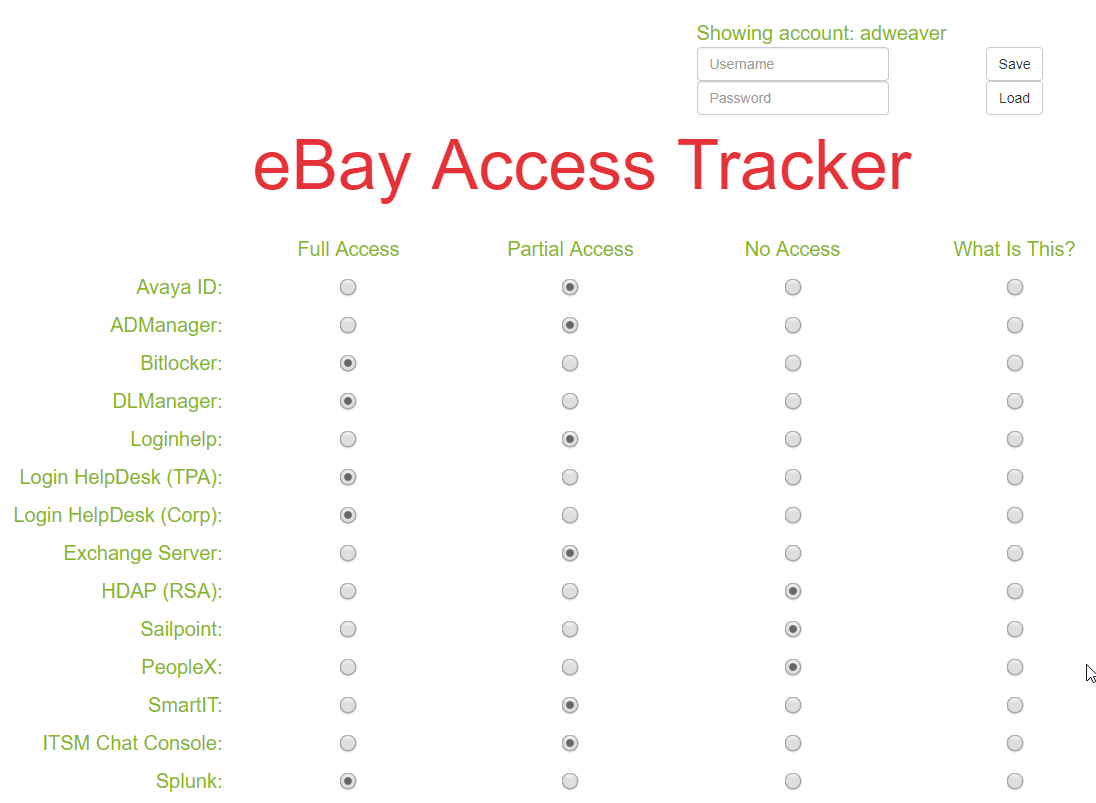 Showing account: adweaver
Username
Save
Password
Load
eBay Access Tracker
Full Access Partial Access No Access What Is This?
Avaya ID:
ADManager:
Bitlocker:
DLManager:
Loginhelp:
Login HelpDesk (TPA):
Login HelpDesk (Corp):
Exchange Server:
HDAP (RSA):
Sailpoint:
PeopleX:
SmartIT:
ITSM Chat Console:
Splunk: